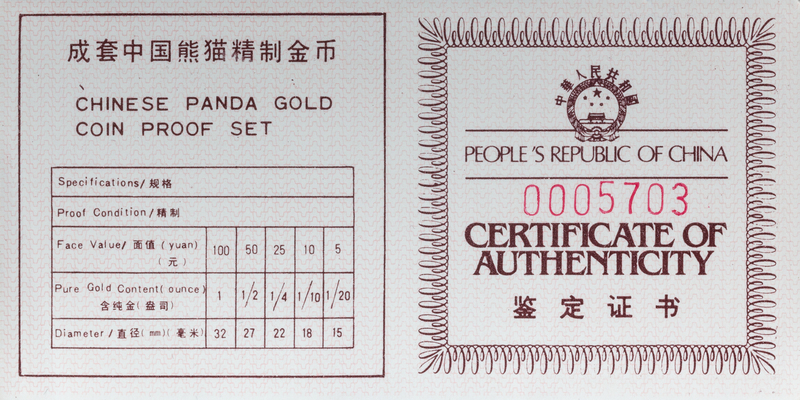 成套中国熊猫精制金币
CHINESE PANDA GOLD
COIN PROOF SET
Specifications/规格
Proof Condition/精制
Face Value/面值(yuan)(元) 100 50 25 10 5
Pure Gold Content(ounce)含纯金(盎司) 1 1/2 1/4 1/10 1/20
Diameter/直径(mm)(毫米) 32 27 22 18 15
中華人民共和國
PEOPLE'S REPUBLIC OF CHINA
0005703
CERTIFICATE OF
AUTHENTICITY
鉴定证书